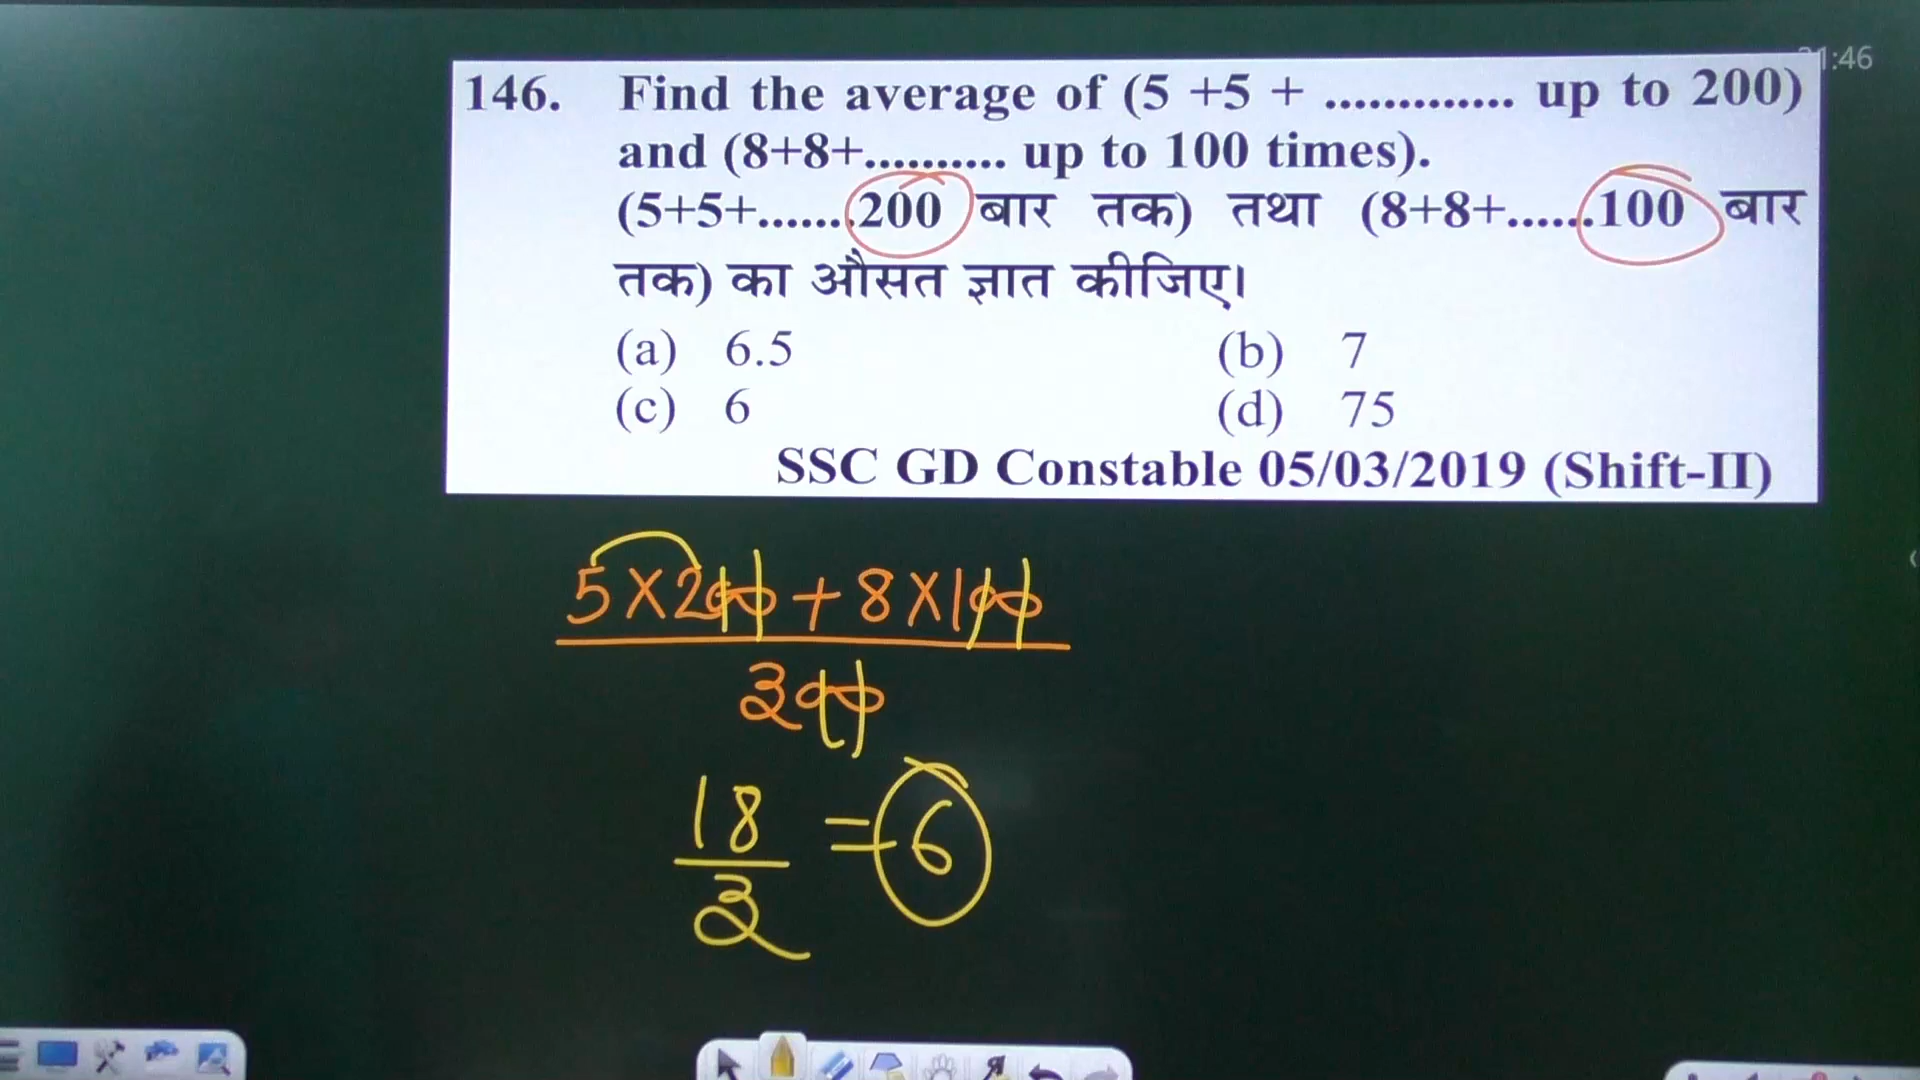 1:46
146. Find the average of (5 +5 + ............. up to 200)
and (8+8+.......... up to 100 times).
(5+5+.......200 बार तक) तथा (8+8+......100 बार
तक) का औसत ज्ञात कीजिए।
(a) 6.5 (b) 7
(c) 6 (d) 75
SSC GD Constable 05/03/2019 (Shift-II)
5×200 + 8×100
300
18
3
= 6